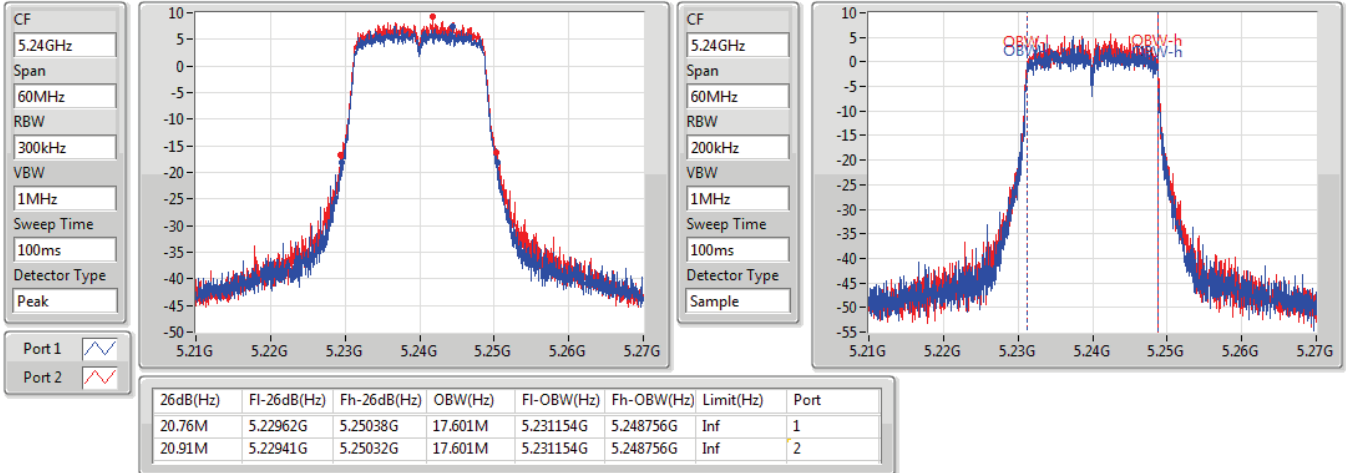 CF
5.24GHz
Span
60MHz
RBW
300kHz
VBW
1MHz
Sweep Time
100ms
Detector Type
Peak
10
5
0
-5
-10
-15
-20
-25
-30
-35
-40
-45
-50
5.21G 5.22G 5.23G 5.24G 5.25G 5.26G 5.27G
CF
5.24GHz
Span
60MHz
RBW
200kHz
VBW
1MHz
Sweep Time
100ms
Detector Type
Sample
10
5
0
-5
-10
-15
-20
-25
-30
-35
-40
-45
-50
-55
OBW-h
OBW-h
5.21G 5.22G 5.23G 5.24G 5.25G 5.26G 5.27G
Port 1
Port 2
26dB(Hz) Fl-26dB(Hz) Fh-26dB(Hz) OBW(Hz) Fl-OBW(Hz) Fh-OBW(Hz) Limit(Hz) Port
20.76M 5.22962G 5.25038G 17.601M 5.231154G 5.248756G Inf 1
20.91M 5.22941G 5.25032G 17.601M 5.231154G 5.248756G Inf 2